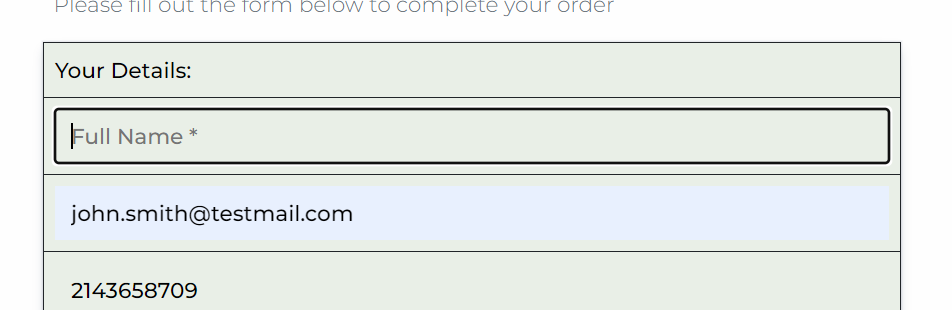 Please fill out the form below to complete your order
Your Details:
Full Name *
john.smith@testmail.com
2143658709